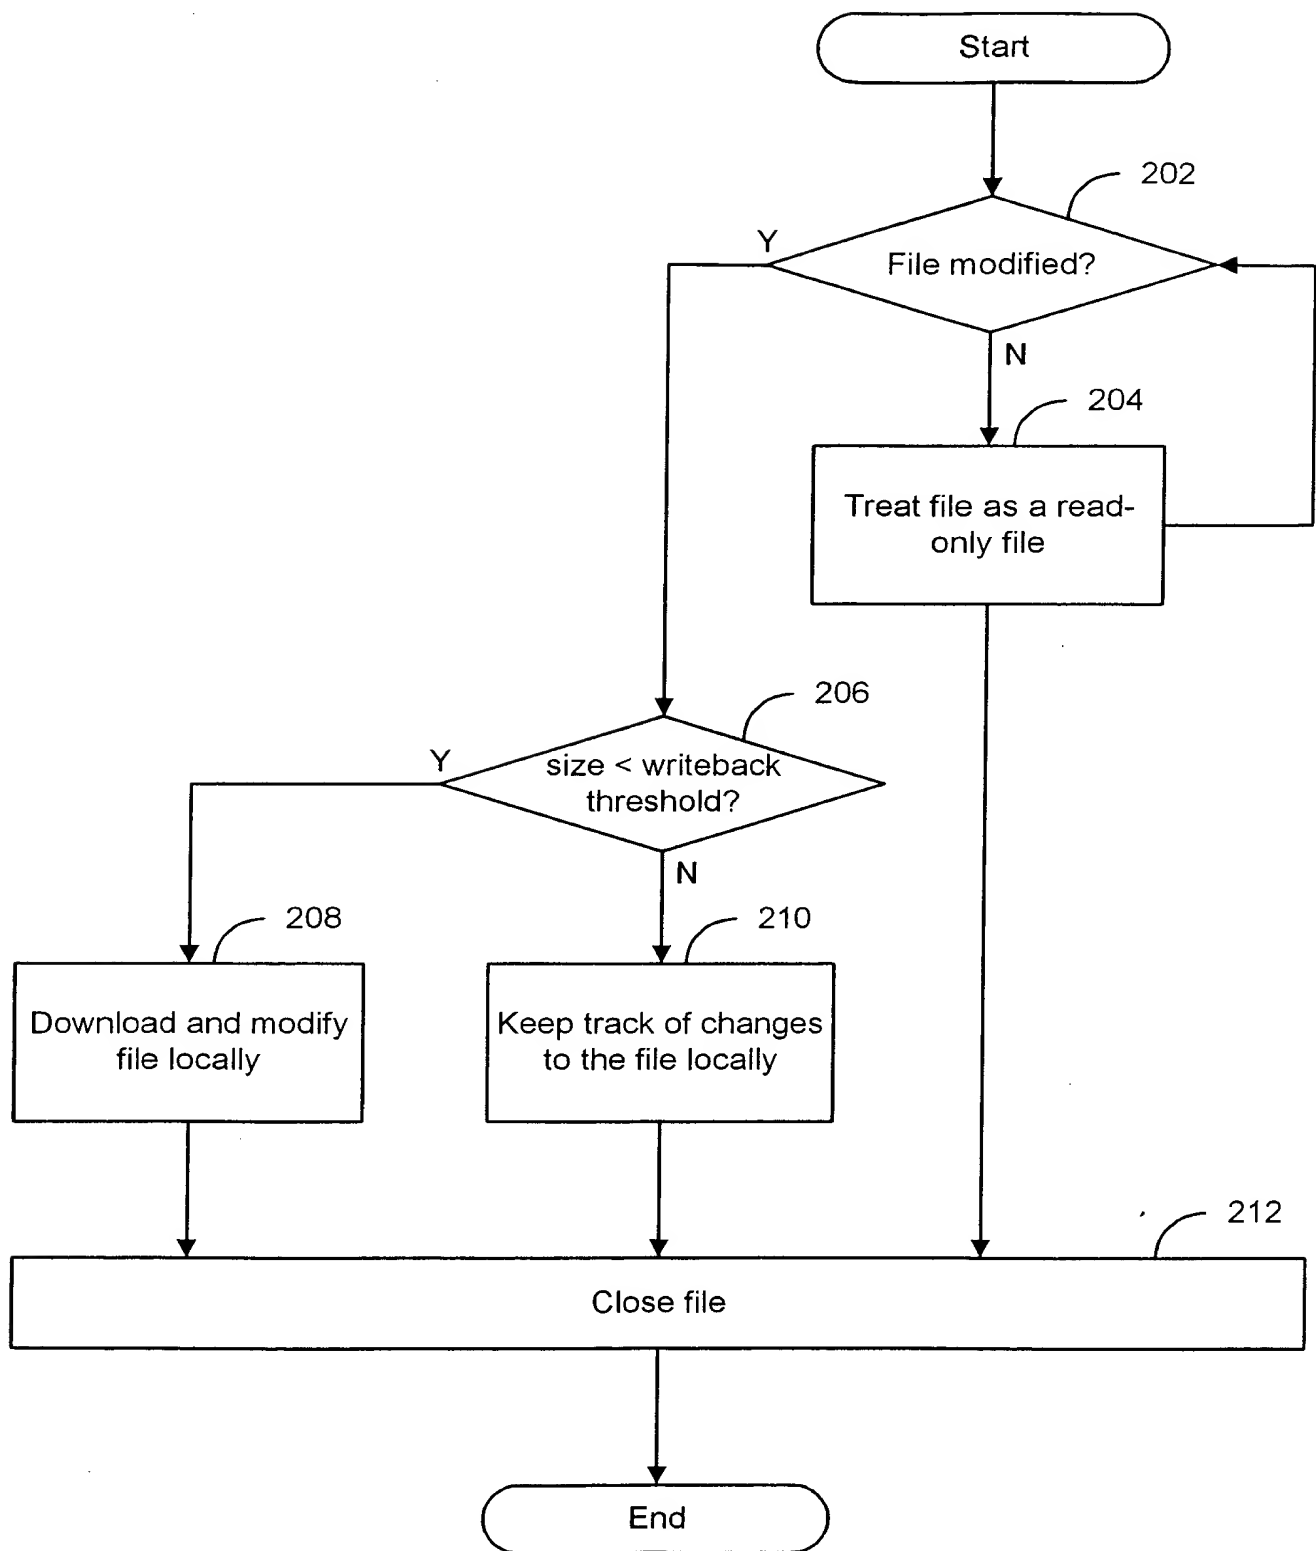 Start
202
Y
File modified?
N
204
Treat file as a read-
only file
206
Y
size < writeback
threshold?
N
208
210
Download and modify
file locally
Keep track of changes
to the file locally
212
Close file
End